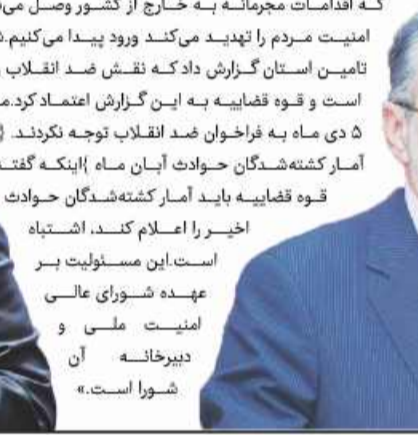 که اقدامات مجرمانه به خارج از کشور وصل
امنیت مردم را تهدید می‌کند ورود پیدا می‌کنیم.
تامین استان گزارش داد که نقش ضد انقلاب
است و قوه قضاییه به این گزارش اعتماد کرد.
۵ دی ماه به فراخوان ضد انقلاب توجه نکردند. {
آمار کشته‌شدگان حوادث آبان ماه }اینکه گفتند
قوه قضاییه باید آمار کشته‌شدگان حوادث
اخیر را اعلام کند، اشتباه
است.این مسئولیت بر
عهده شورای عالی
امنیت ملی و
دبیرخانه آن
شورا است.»